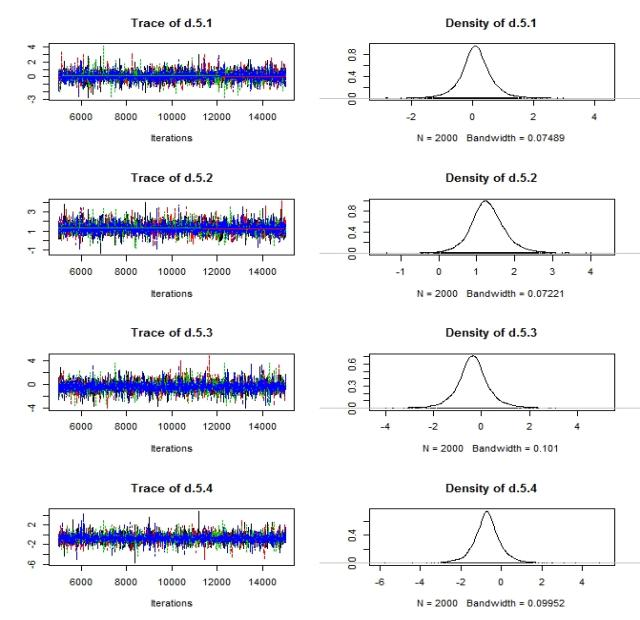 Trace of d.5.1
4
2
0
-3
6000 8000 10000 12000 14000
Iterations
Density of d.5.1
0.8
0.4
0.0
-2 0 2 4
N = 2000 Bandwidth = 0.07489
Trace of d.5.2
3
1
-1
6000 8000 10000 12000 14000
Iterations
Density of d.5.2
0.8
0.4
0.0
-1 0 1 2 3 4
N = 2000 Bandwidth = 0.07221
Trace of d.5.3
4
0
-4
6000 8000 10000 12000 14000
Iterations
Density of d.5.3
0.6
0.3
0.0
-4 -2 0 2 4
N = 2000 Bandwidth = 0.101
Trace of d.5.4
2
-2
-6
6000 8000 10000 12000 14000
Iterations
Density of d.5.4
0.4
0.0
-6 -4 -2 0 2 4
N = 2000 Bandwidth = 0.09952